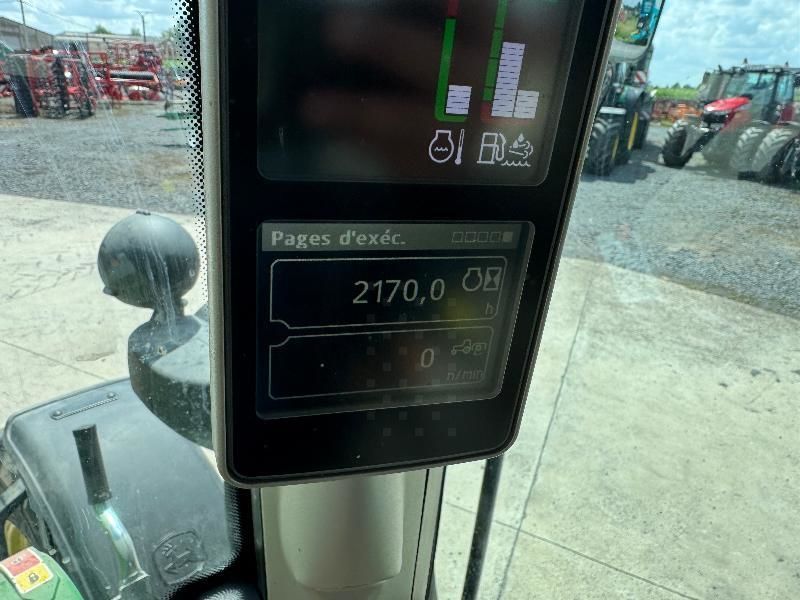 Pages d'exéc.
2170,0
h
0
n/min